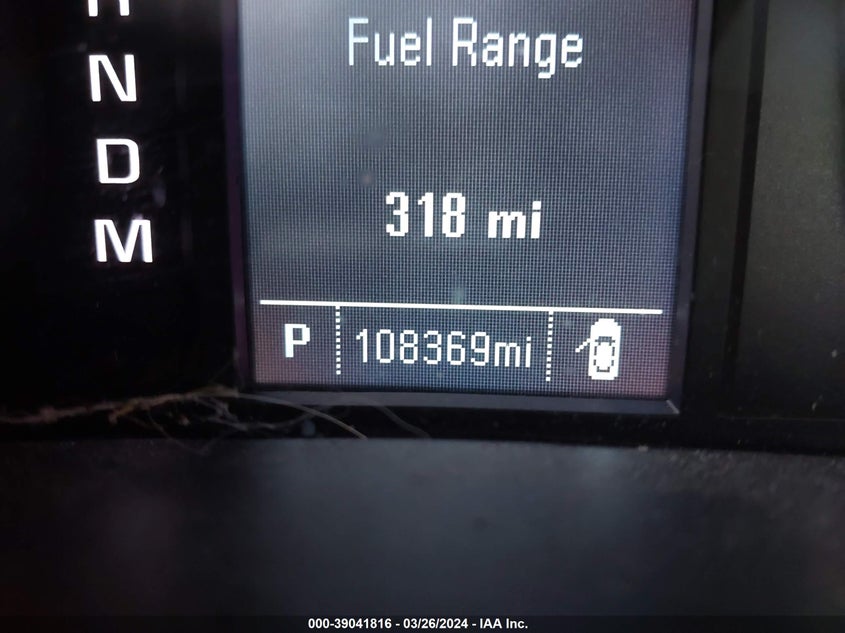 Fuel Range
N
D
318 mi
M
P 108369mi
000-39041816 - 03/26/2024 - IAA Inc.